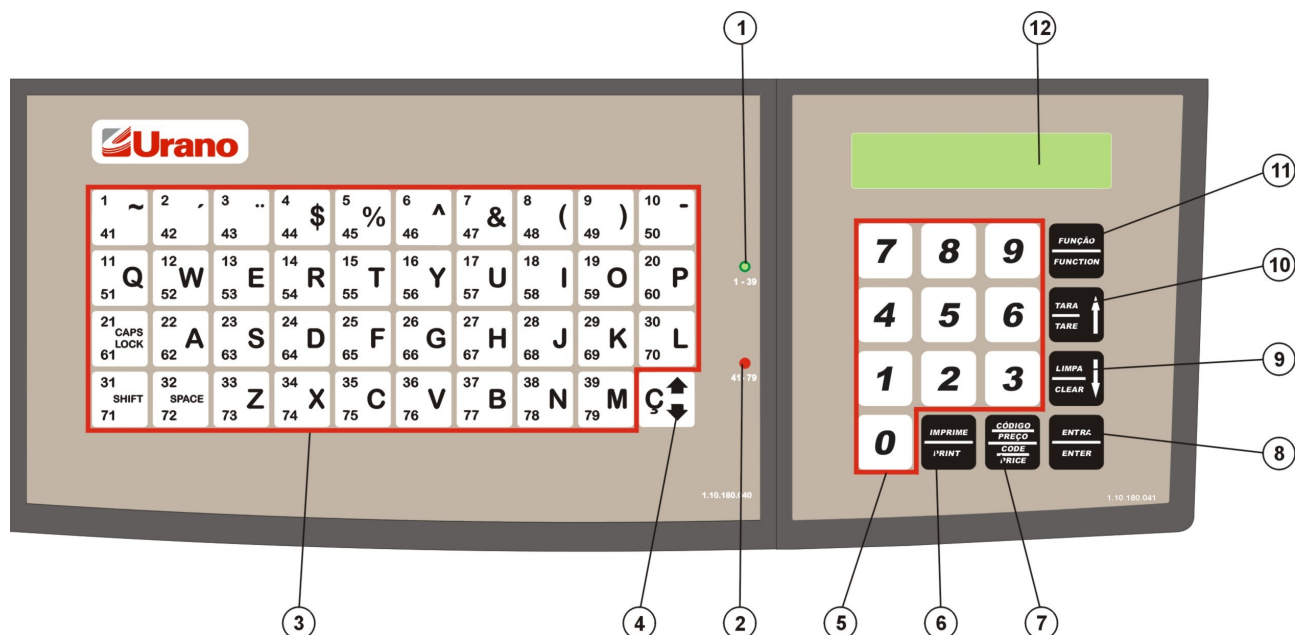 1
12
Urano
11
10
9
8
1 ~ 41
2 ´ 42
3 ¨ 43
4 $ 44
5 % 45
6 ^ 46
7 & 47
8 ( 48
9 ) 49
10 - 50
11 Q 51
12 W 52
13 E 53
14 R 54
15 T 55
16 Y 56
17 U 57
18 I 58
19 O 59
20 P 60
21 CAPS LOCK 61
22 A 62
23 S 63
24 D 64
25 F 65
26 G 66
27 H 67
28 J 68
29 K 69
30 L 70
31 SHIFT 71
32 SPACE 72
33 Z 73
34 X 74
35 C 75
36 V 76
37 B 77
38 N 78
39 M 79
Ç
1 - 39
41 - 79
1.10.180.040
7 8 9
FUNÇÃO
FUNCTION
4 5 6
TARA
TARE
1 2 3
LIMPA
CLEAR
0
IMPRIME
PRINT
CÓDIGO
PREÇO
CODE
PRICE
ENTRA
ENTER
1.10.180.041
3
4
2
5
6
7